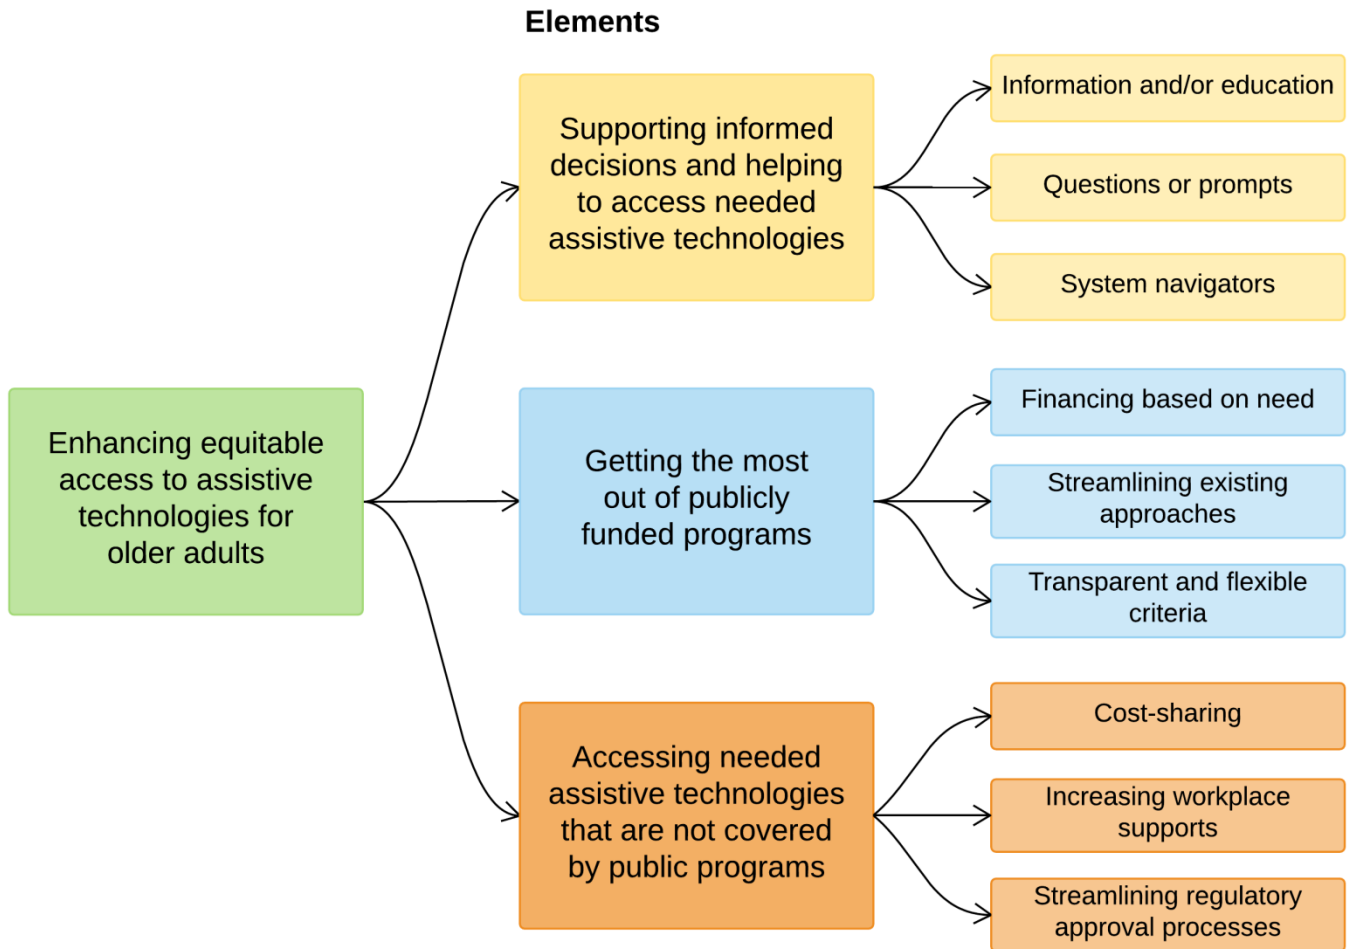 Elements
Supporting informed
decisions and helping
to access needed
assistive technologies
Information and/or education
Questions or prompts
System navigators
Enhancing equitable
access to assistive
technologies for
older adults
Getting the most
out of publicly
funded programs
Financing based on need
Streamlining existing
approaches
Transparent and flexible
criteria
Accessing needed
assistive technologies
that are not covered
by public programs
Cost-sharing
Increasing workplace
supports
Streamlining regulatory
approval processes